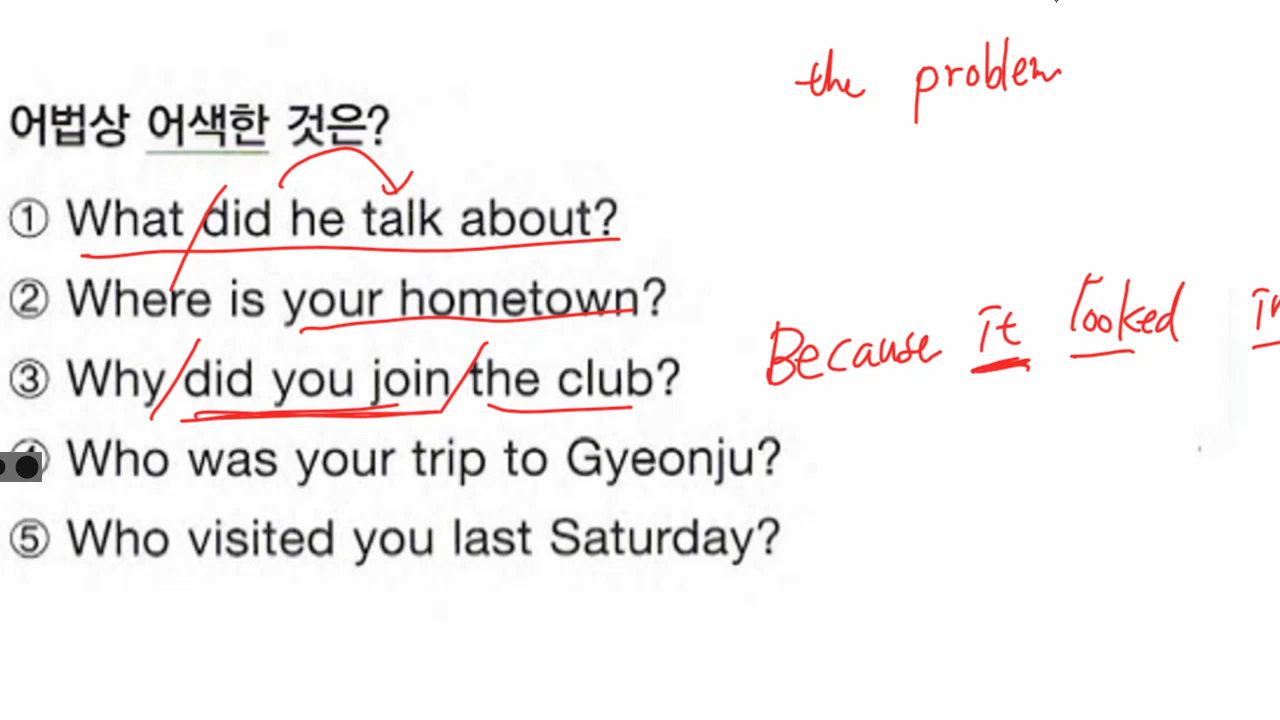 the problem
어법상 어색한 것은?
① What did he talk about?
② Where is your hometown?
③ Why did you join the club?
Because it looked
④ Who was your trip to Gyeonju?
⑤ Who visited you last Saturday?